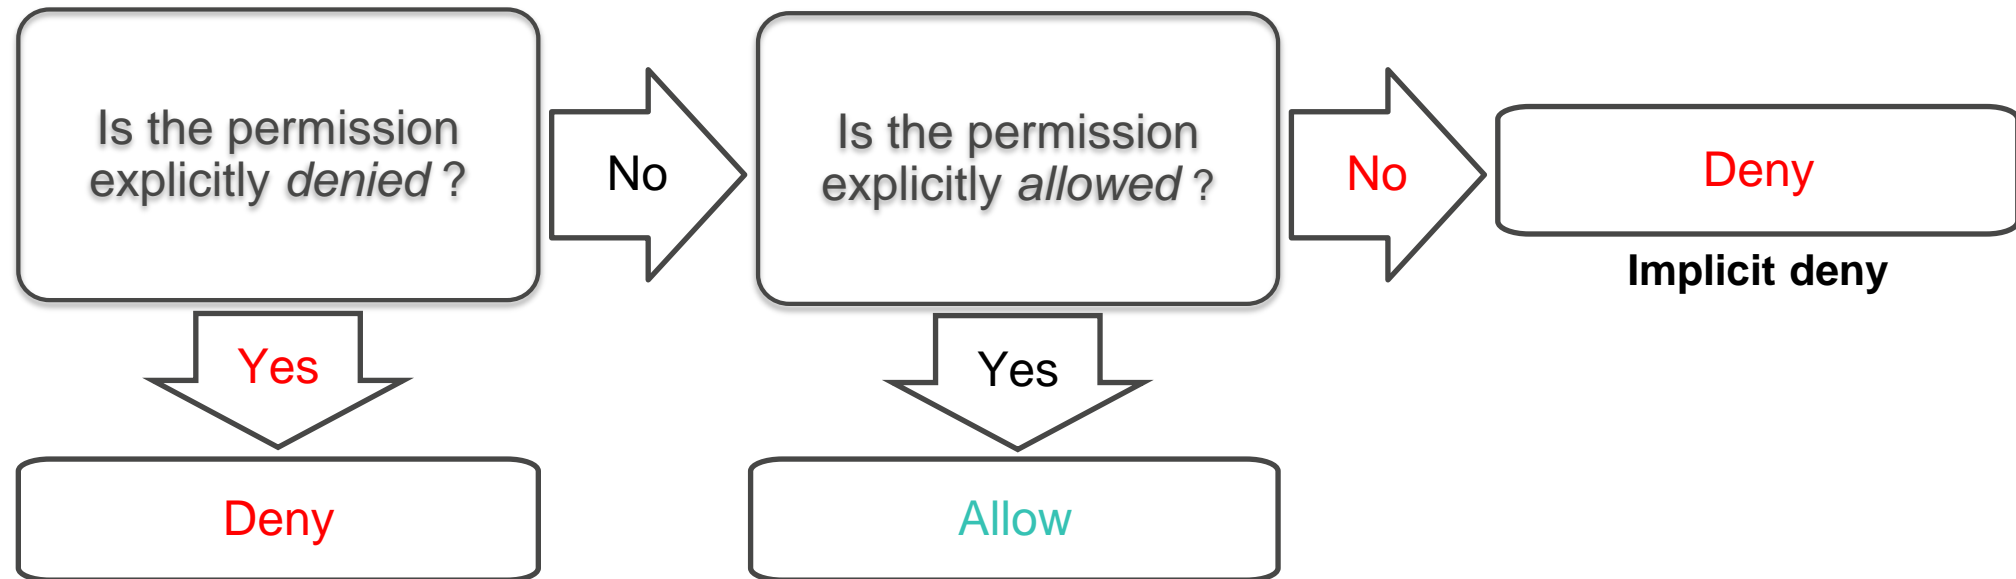 Is the permission
explicitly denied ?
No
Is the permission
explicitly allowed ?
No
Deny
Implicit deny
Yes
Yes
Deny
Allow